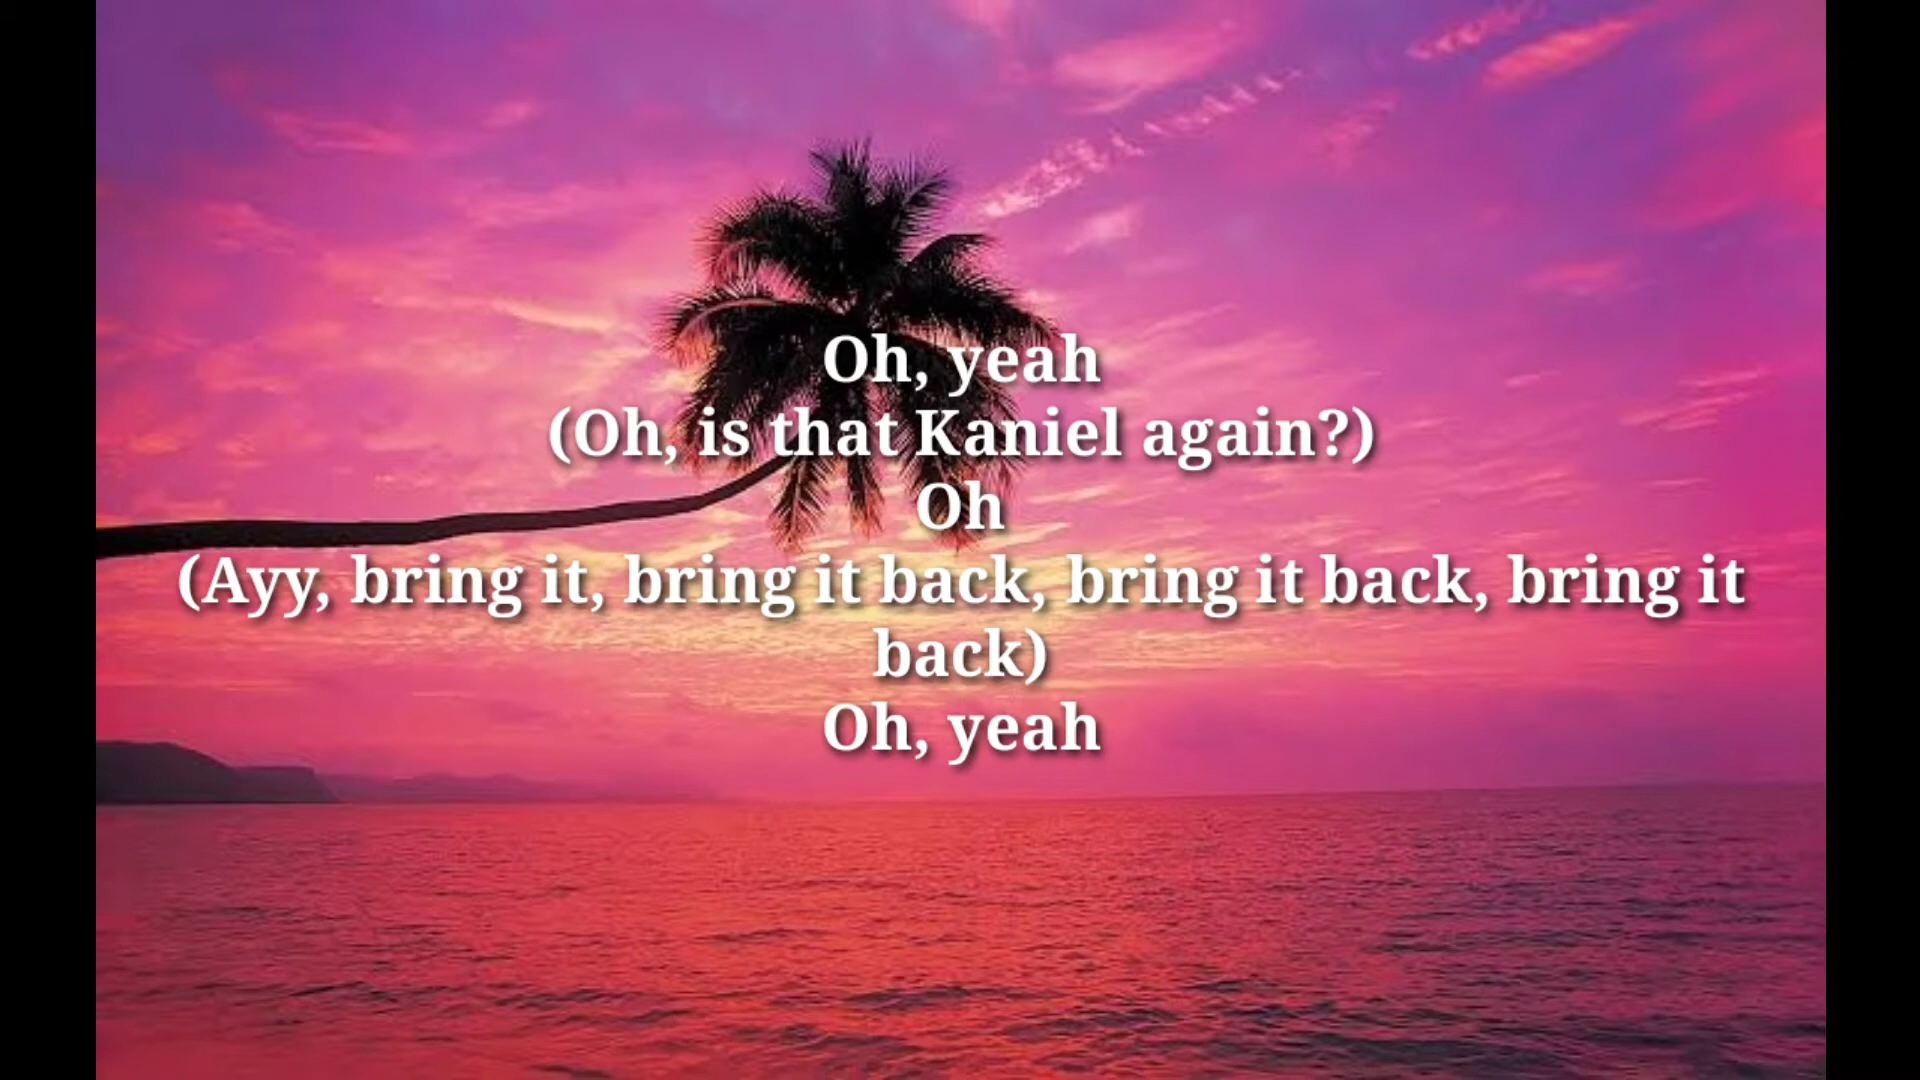 Oh, yeah
(Oh, is that Kaniel again?)
Oh
(Ayy, bring it, bring it back, bring it back, bring it
back)
Oh, yeah